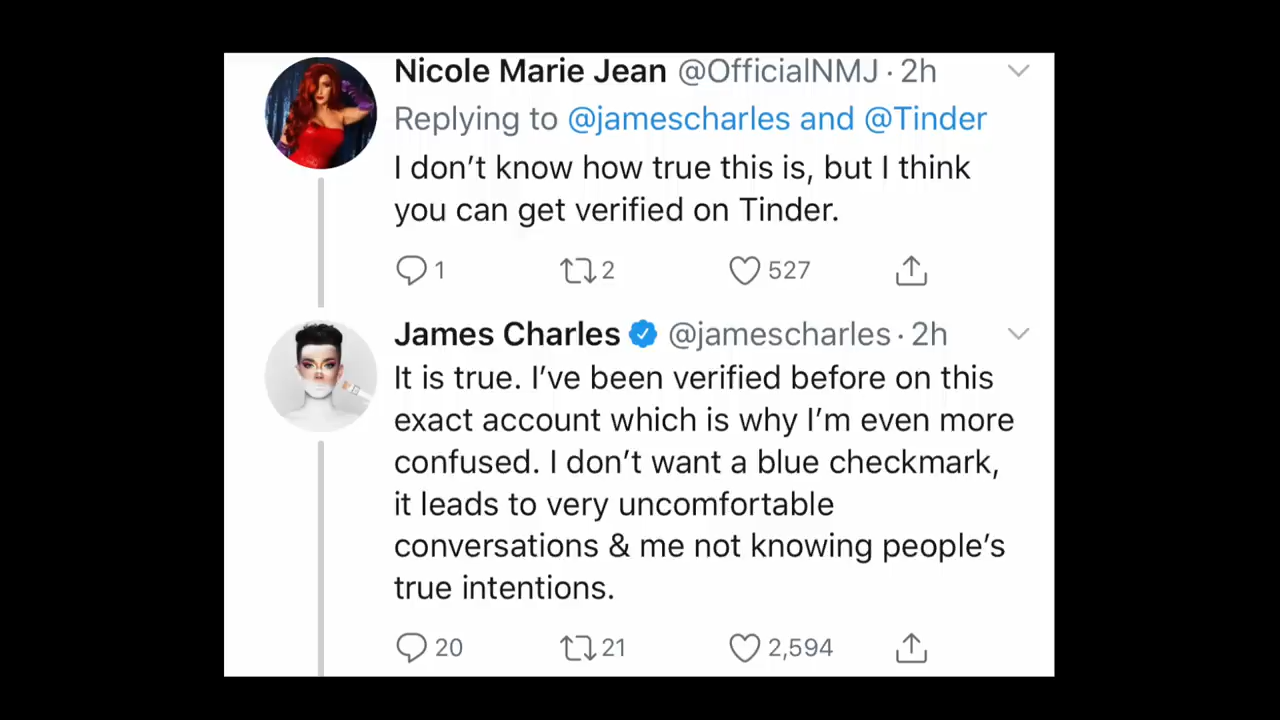 Nicole Marie Jean @OfficialNMJ · 2h
Replying to @jamescharles and @Tinder
I don’t know how true this is, but I think
you can get verified on Tinder.
1 2 527
James Charles @jamescharles · 2h
It is true. I’ve been verified before on this
exact account which is why I’m even more
confused. I don’t want a blue checkmark,
it leads to very uncomfortable
conversations & me not knowing people’s
true intentions.
20 21 2,594